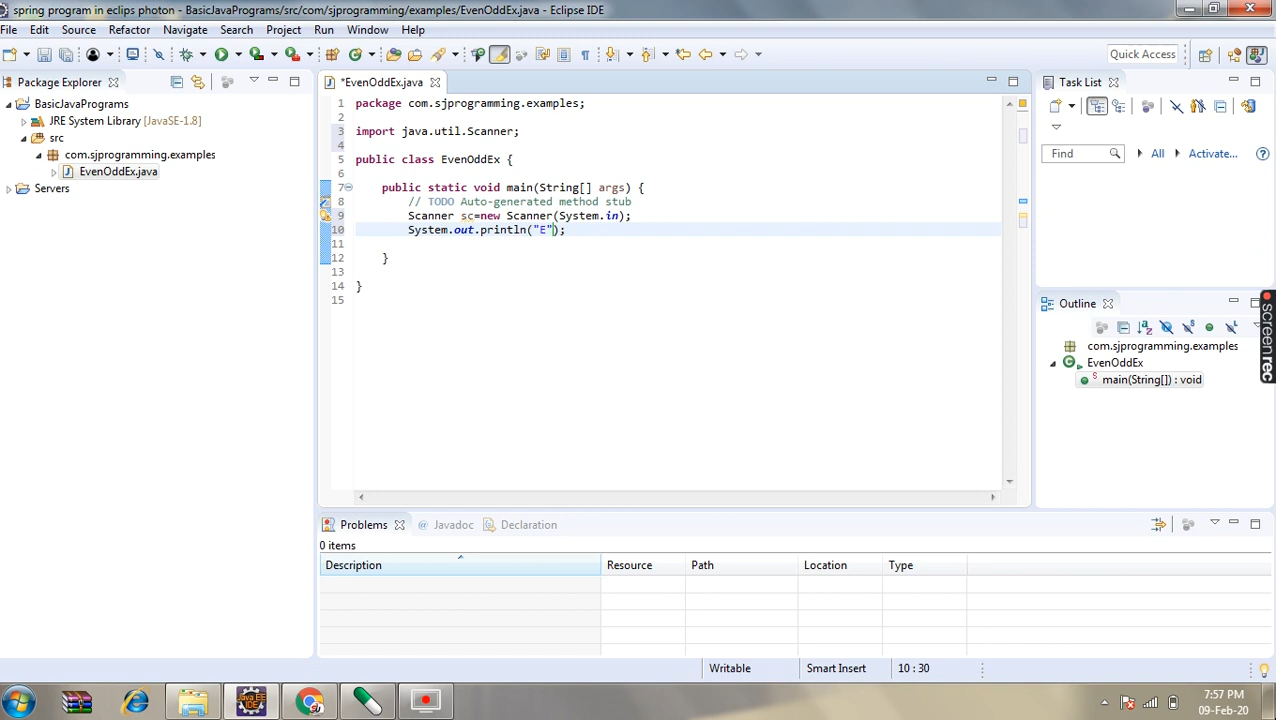 spring program in eclips photon - BasicJavaPrograms/src/com/sjprogramming/examples/EvenOddEx.java - Eclipse IDE
File Edit Source Refactor Navigate Search Project Run Window Help
Quick Access
Package Explorer
BasicJavaPrograms
JRE System Library [JavaSE-1.8]
src
com.sjprogramming.examples
EvenOddEx.java
Servers
*EvenOddEx.java
1 package com.sjprogramming.examples;
2
3 import java.util.Scanner;
4
5 public class EvenOddEx {
7 public static void main(String[] args) {
8 // TODO Auto-generated method stub
9 Scanner sc=new Scanner(System.in);
10 System.out.println("E");
11
12 }
13
14 }
15
Task List
Find All Activate...
Outline
com.sjprogramming.examples
EvenOddEx
main(String[]) : void
screenrec
Problems Javadoc Declaration
0 items
Description Resource Path Location Type
Writable Smart Insert 10 : 30
Java EE IDE
7:57 PM
09-Feb-20